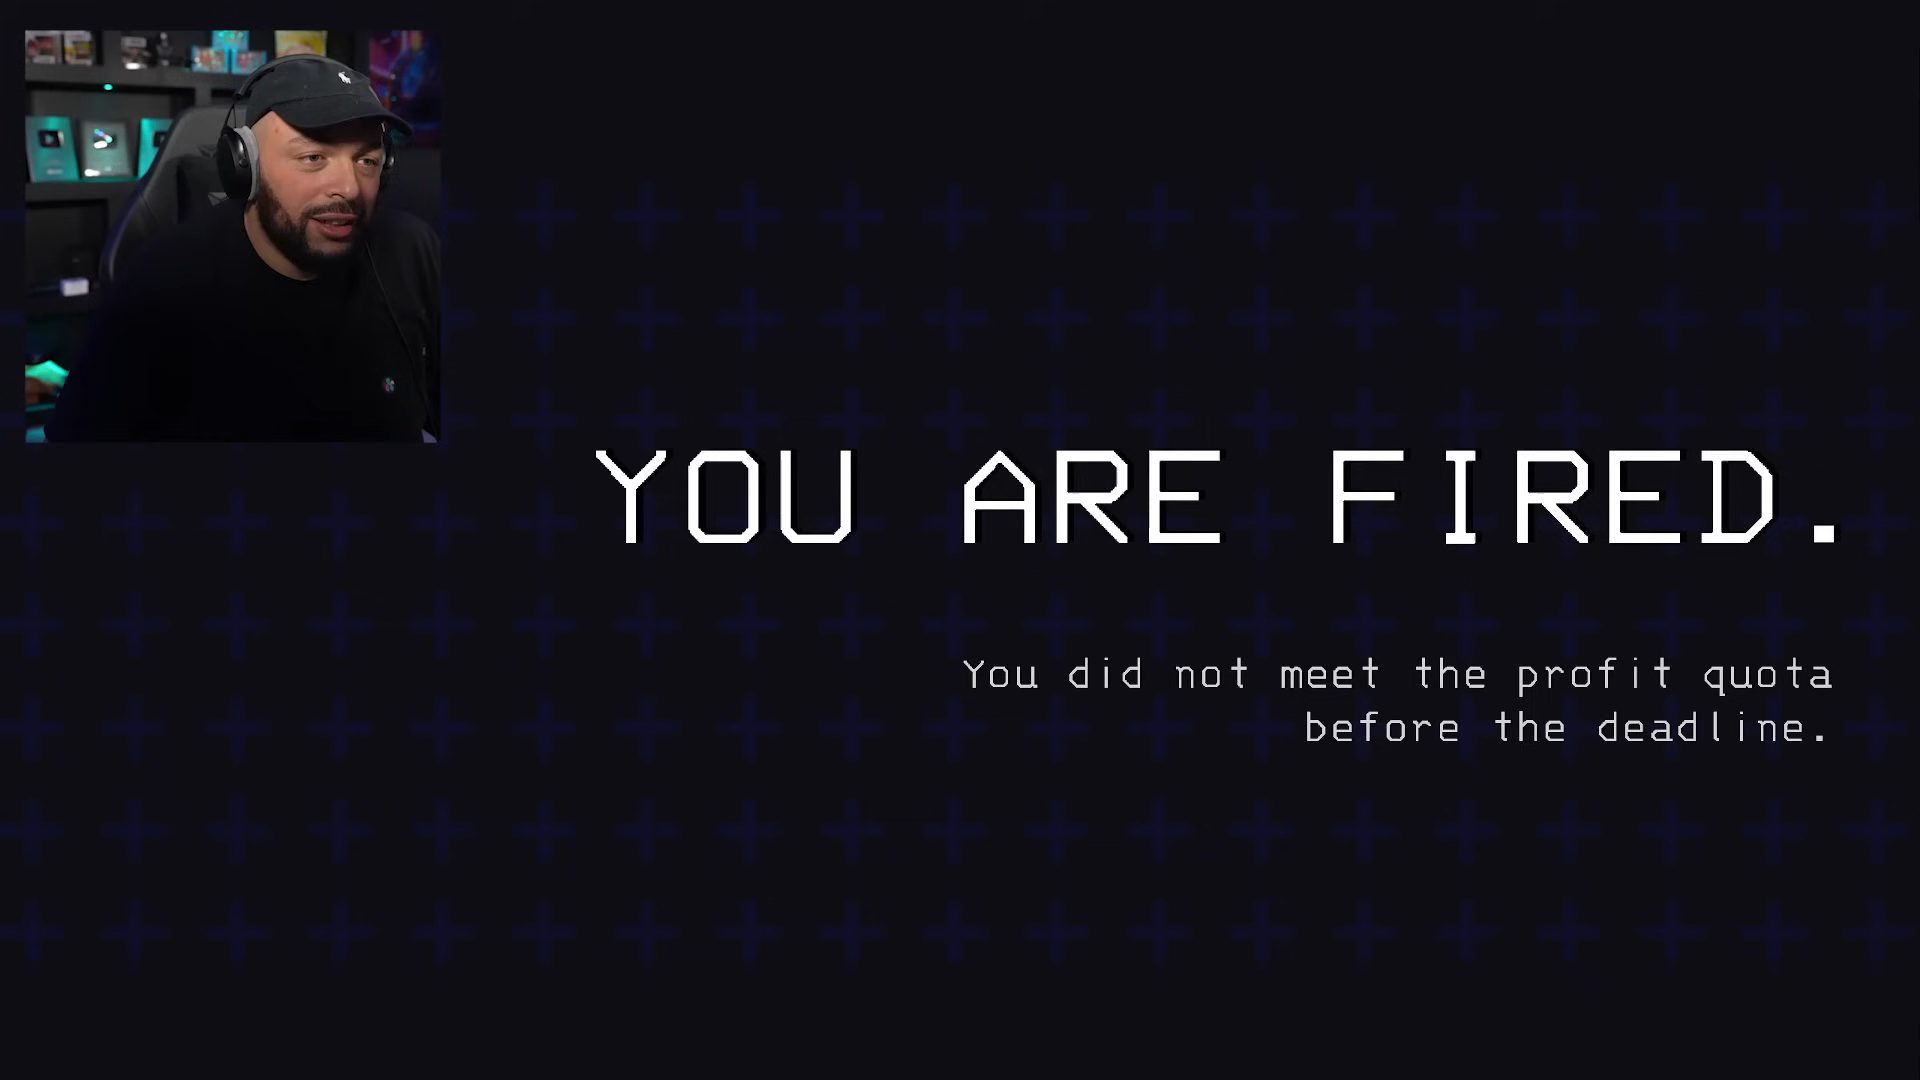 YOU ARE FIRED.
You did not meet the profit quota
before the deadline.